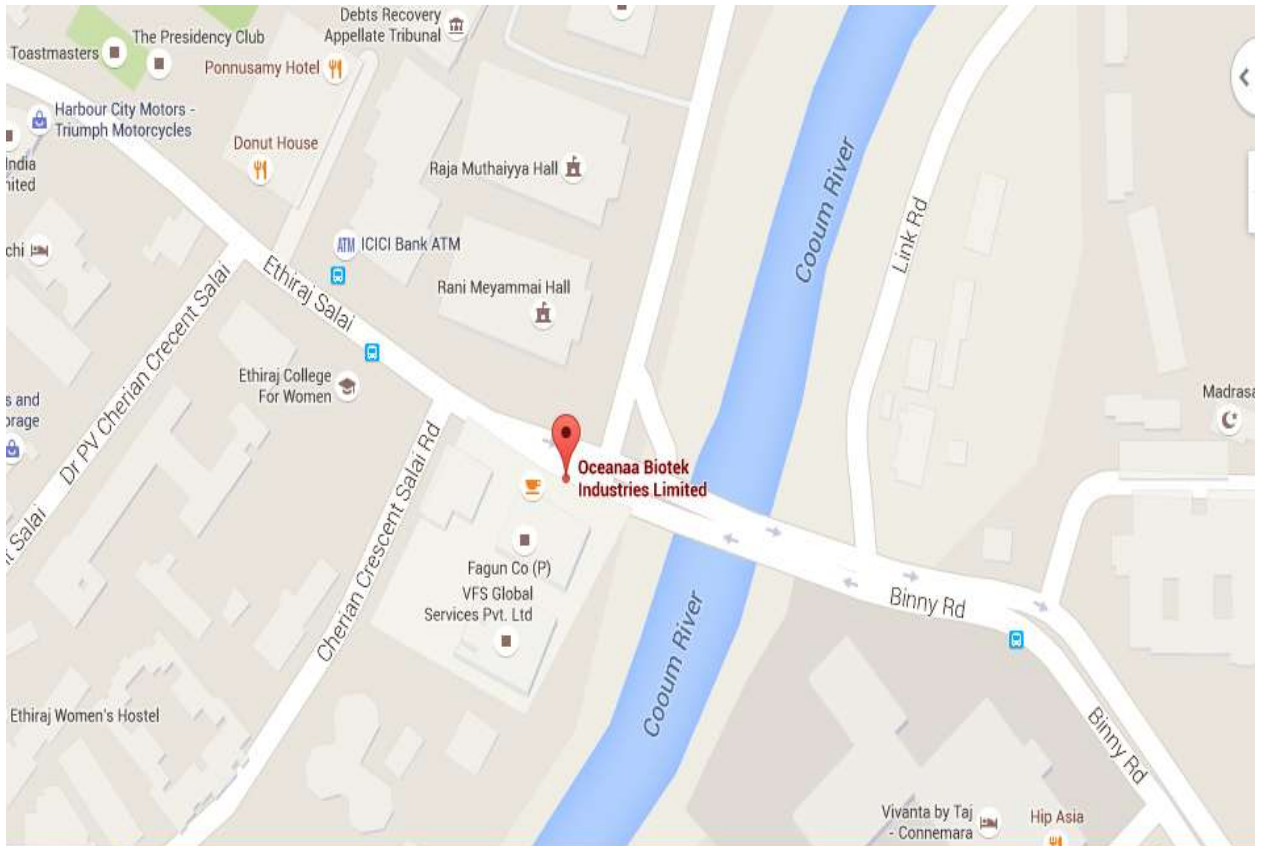 Debts Recovery
Appellate Tribunal
The Presidency Club
Toastmasters
Ponnusamy Hotel
Harbour City Motors -
Triumph Motorcycles
Donut House
India
nited
Raja Muthaiyya Hall
Cooum River
Link Rd
chi
ATM ICICI Bank ATM
Ethiraj Salai
Rani Meyammai Hall
Dr PV Cherian Crecent Salai
Ethiraj College
For Women
s and
orage
Madrasa
Oceanaa Biotek
Industries Limited
Cherian Crescent Salai Rd
t Salai
Fagun Co (P)
VFS Global
Services Pvt. Ltd
Binny Rd
Cooum River
Ethiraj Women's Hostel
Binny Rd
Vivanta by Taj
- Connemara
Hip Asia